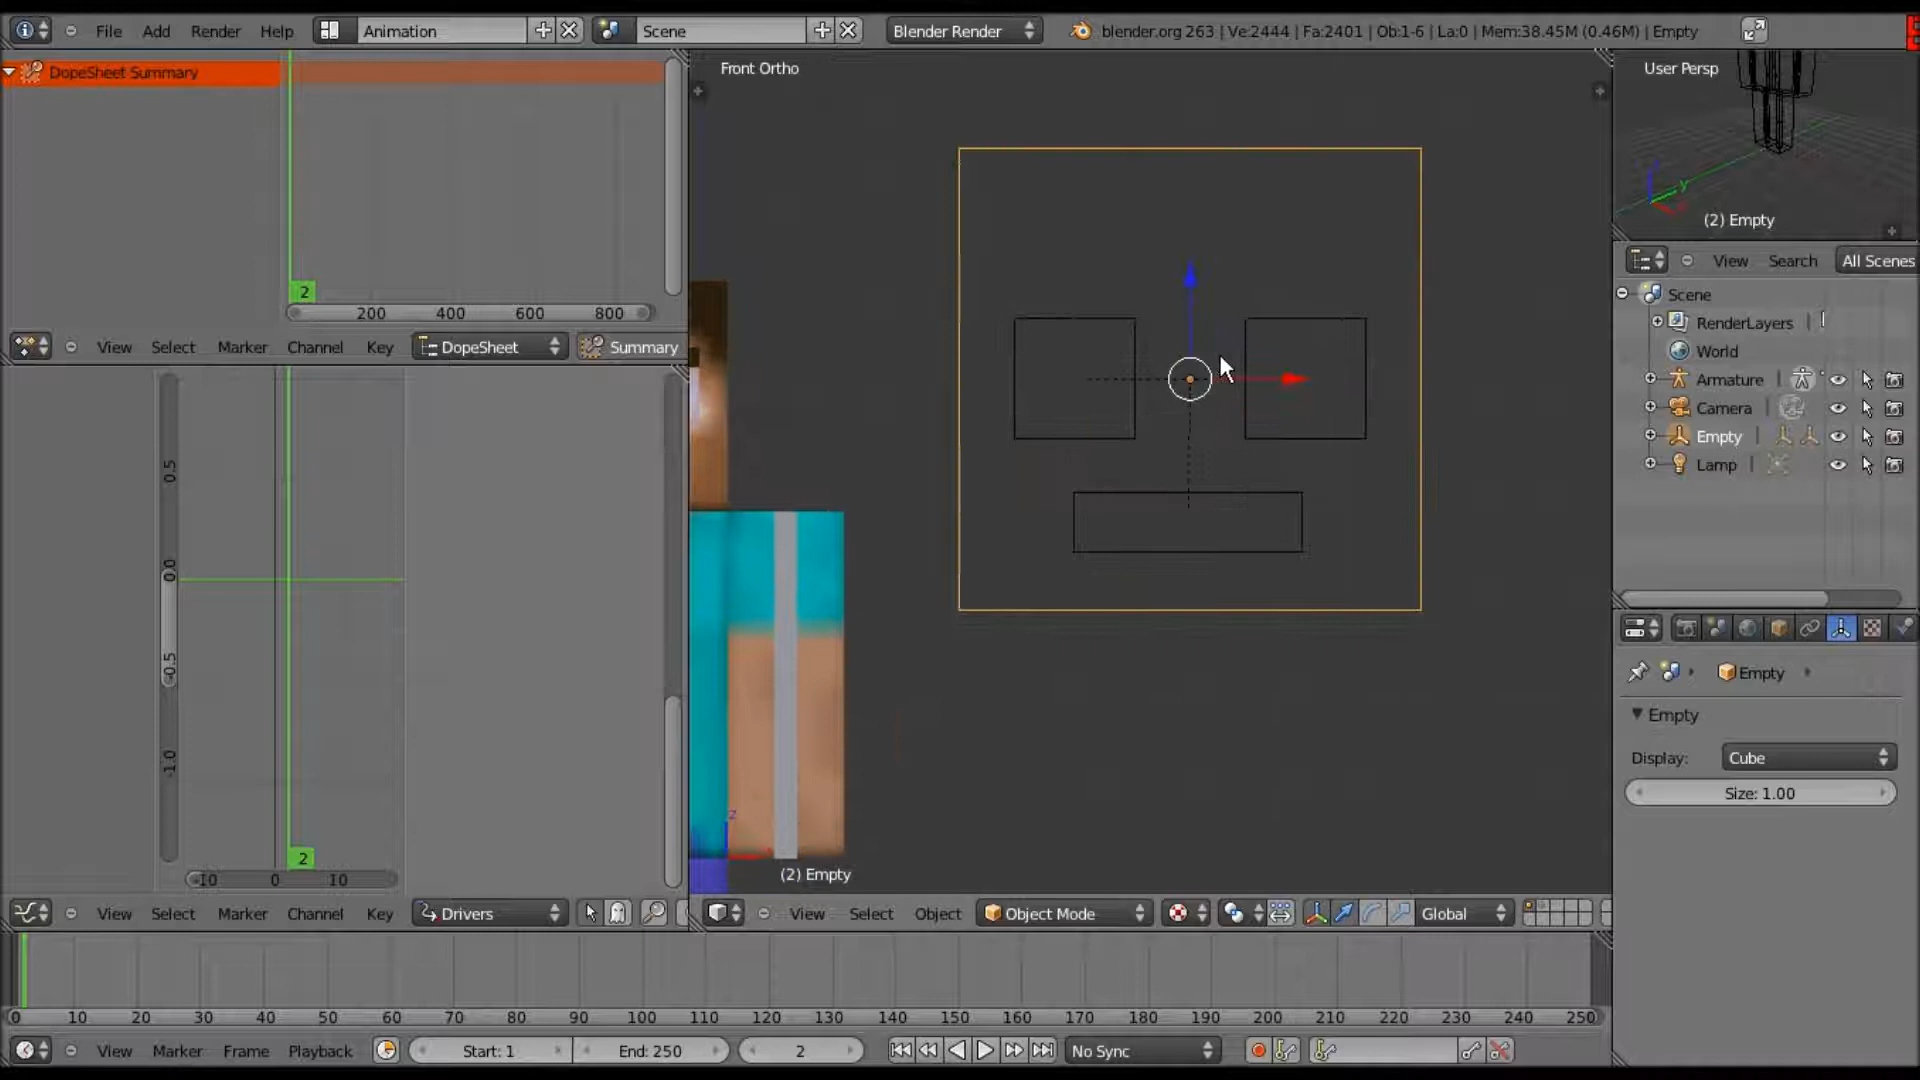 File Add Render Help Animation Scene Blender Render blender.org 263 | Ve:2444 | Fa:2401 | Ob:1-6 | La:0 | Mem:38.45M (0.46M) | Empty
DopeSheet Summary
2
200 400 600 800
View Select Marker Channel Key DopeSheet Summary
0.5
0.0
-0.5
-1.0
2
-10 0 10
View Select Marker Channel Key Drivers
Front Ortho
z
(2) Empty
View Select Object Object Mode Global
User Persp
y
(2) Empty
View Search All Scenes
Scene
RenderLayers
World
Armature
Camera
Empty
Lamp
Empty
Empty
Display: Cube
Size: 1.00
0 10 20 30 40 50 60 70 80 90 100 110 120 130 140 150 160 170 180 190 200 210 220 230 240 250
View Marker Frame Playback Start: 1 End: 250 2 No Sync